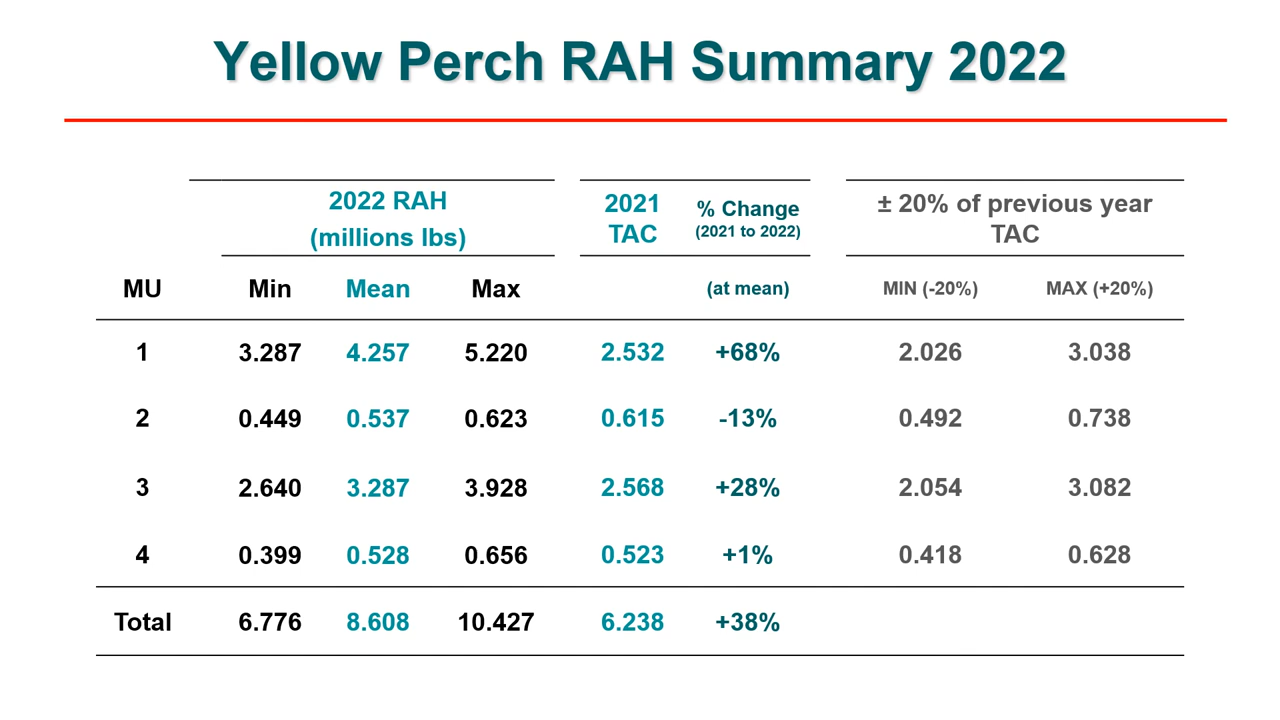 Yellow Perch RAH Summary 2022
2022 RAH
(millions lbs)
2021
TAC
% Change
(2021 to 2022)
± 20% of previous year
TAC
MU Min Mean Max (at mean) MIN (-20%) MAX (+20%)
1 3.287 4.257 5.220 2.532 +68% 2.026 3.038
2 0.449 0.537 0.623 0.615 -13% 0.492 0.738
3 2.640 3.287 3.928 2.568 +28% 2.054 3.082
4 0.399 0.528 0.656 0.523 +1% 0.418 0.628
Total 6.776 8.608 10.427 6.238 +38%